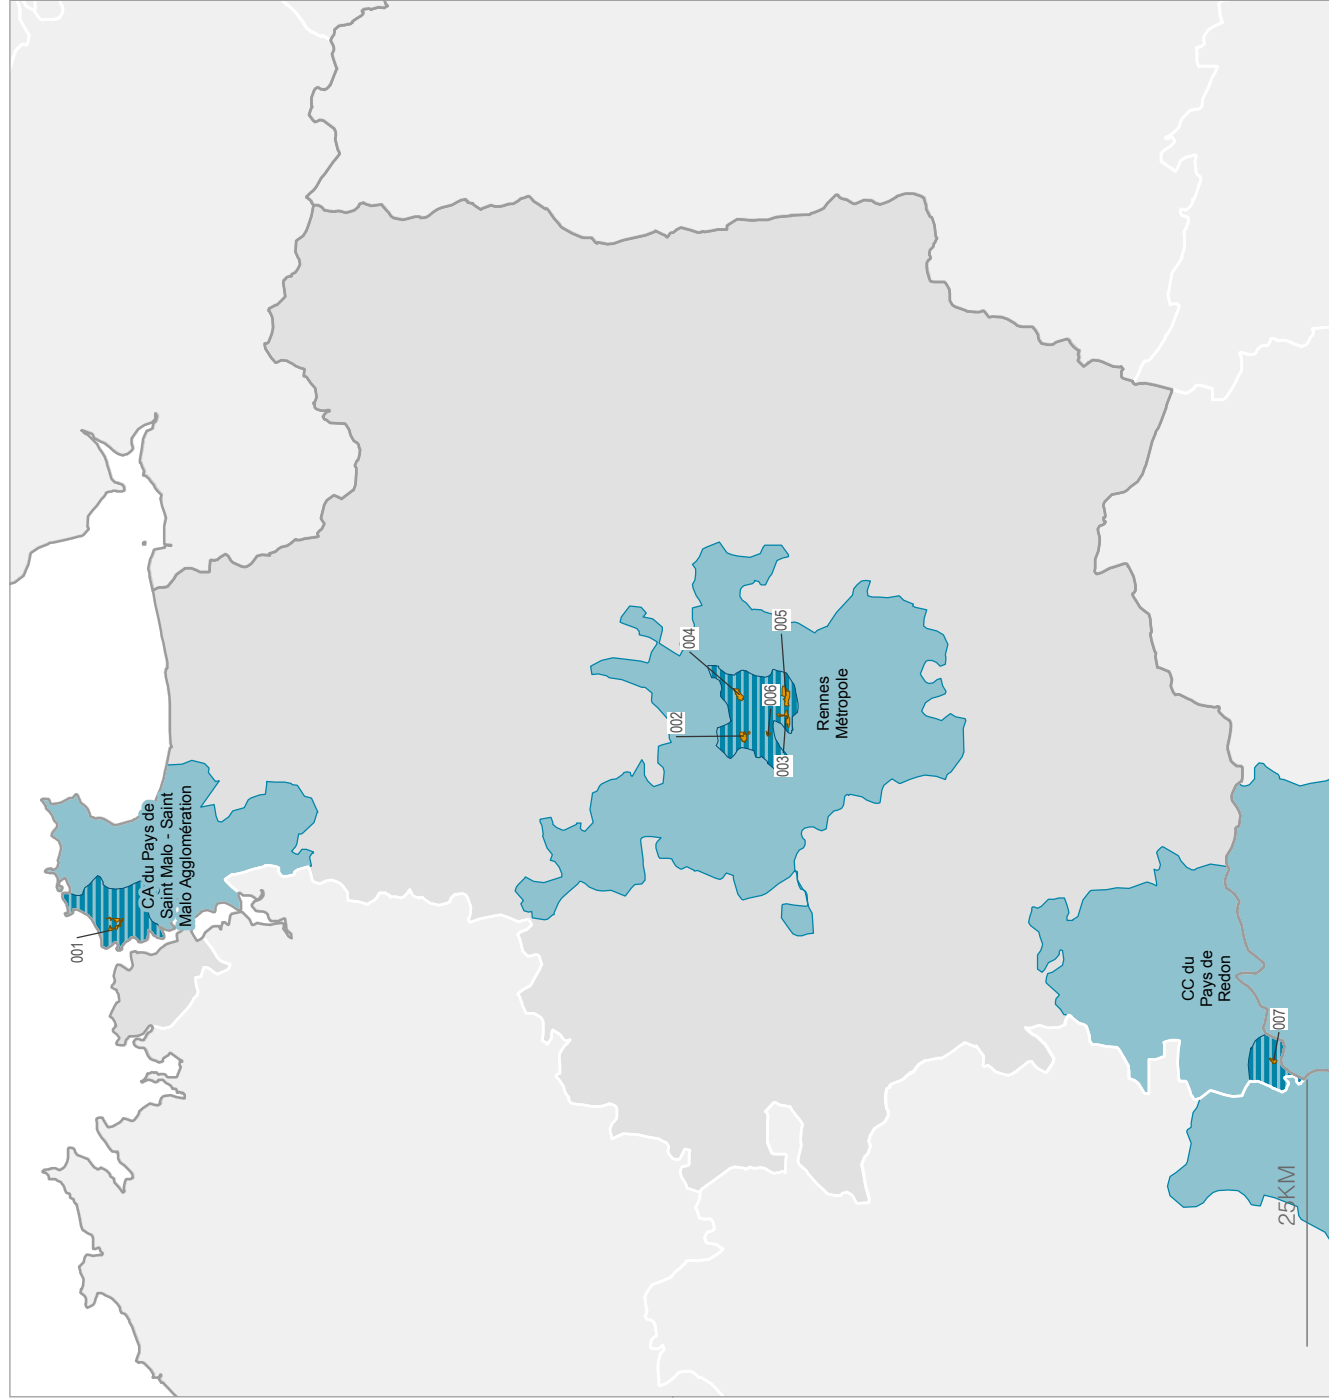 001
CA du Pays de
Saint Malo - Saint
Malo Agglomération
002
004
005
006
003
Rennes
Métropole
CC du
Pays de
Redon
007
25KM